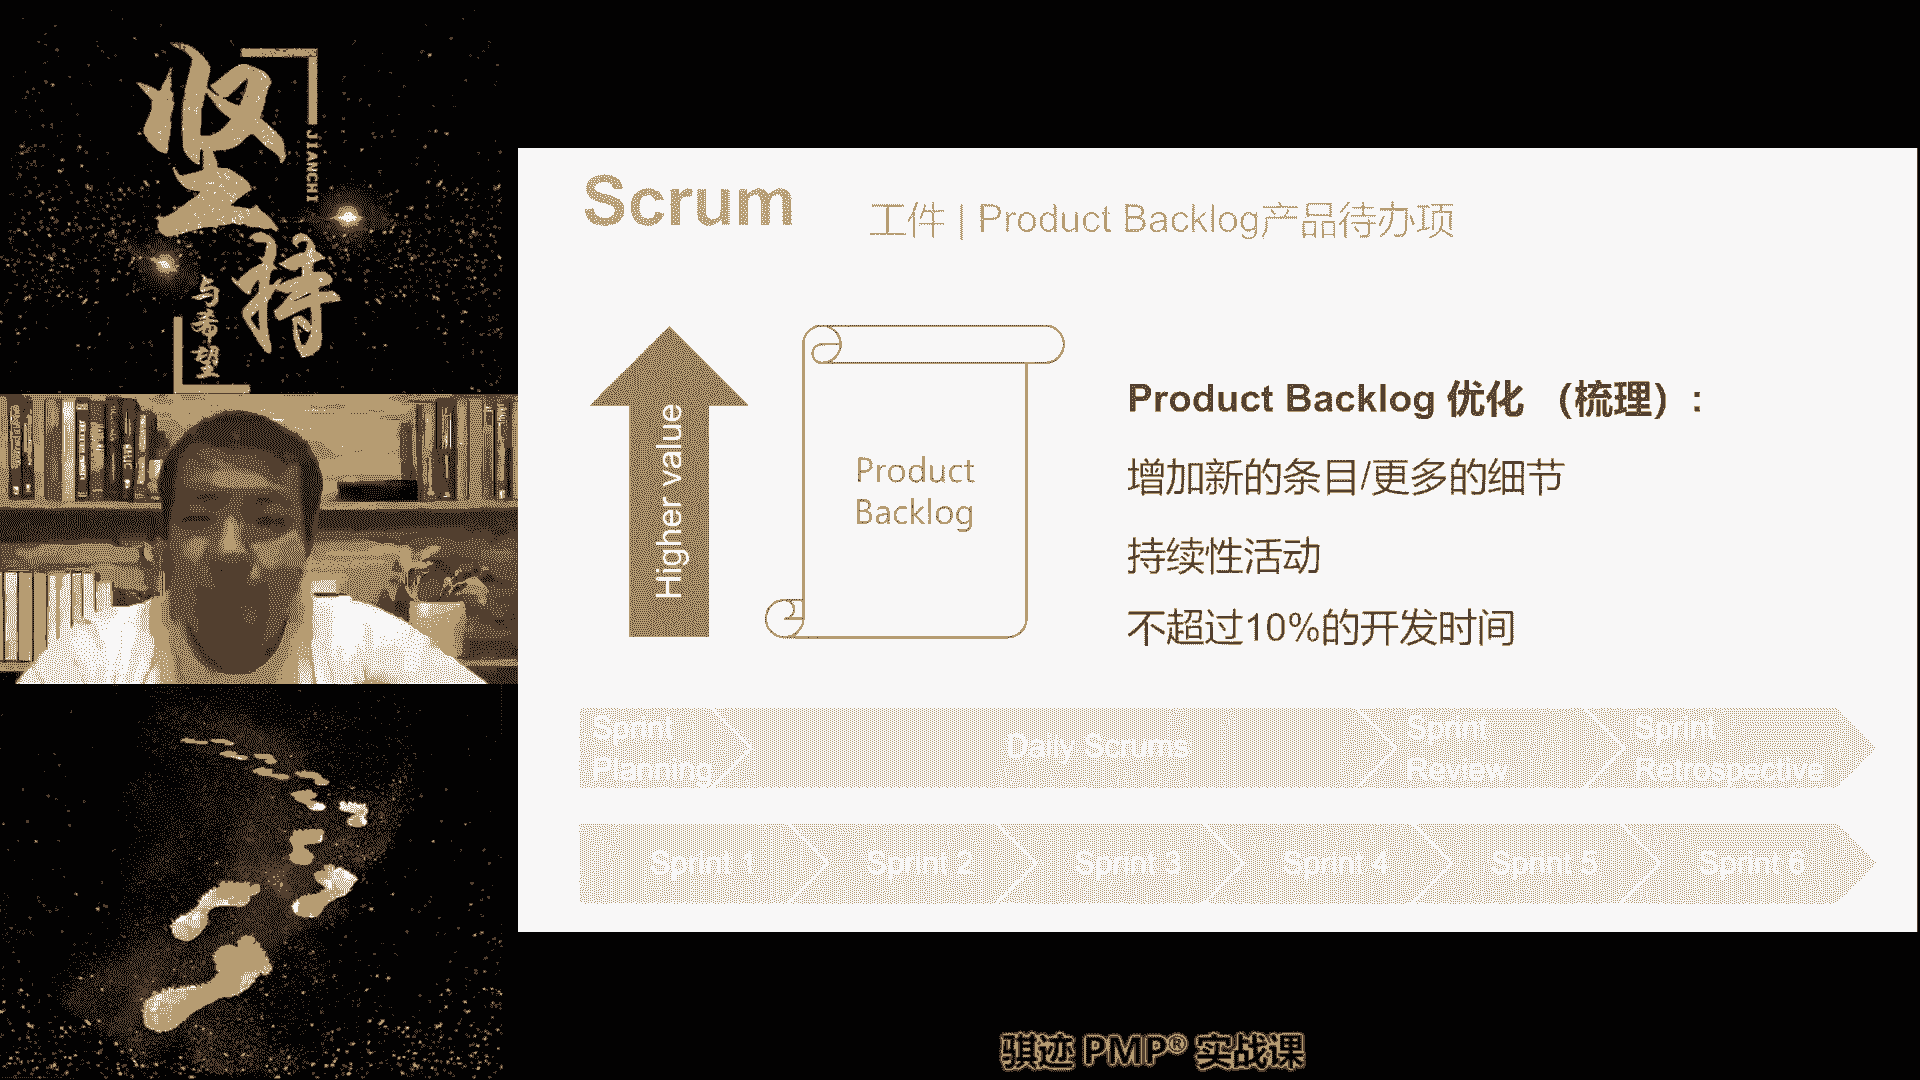 坚持
JIANCHI
与希望
Scrum
工件 | Product Backlog产品待办项
Higher value
Product
Backlog
Product Backlog 优化 （梳理）:
增加新的条目/更多的细节
持续性活动
不超过10%的开发时间
Sprint
Planning
Daily Scrums
Sprint
Review
Sprint
Retrospective
Sprint 1
Sprint 2
Sprint 3
Sprint 4
Sprint 5
Sprint 6
骐迹 PMP® 实战课